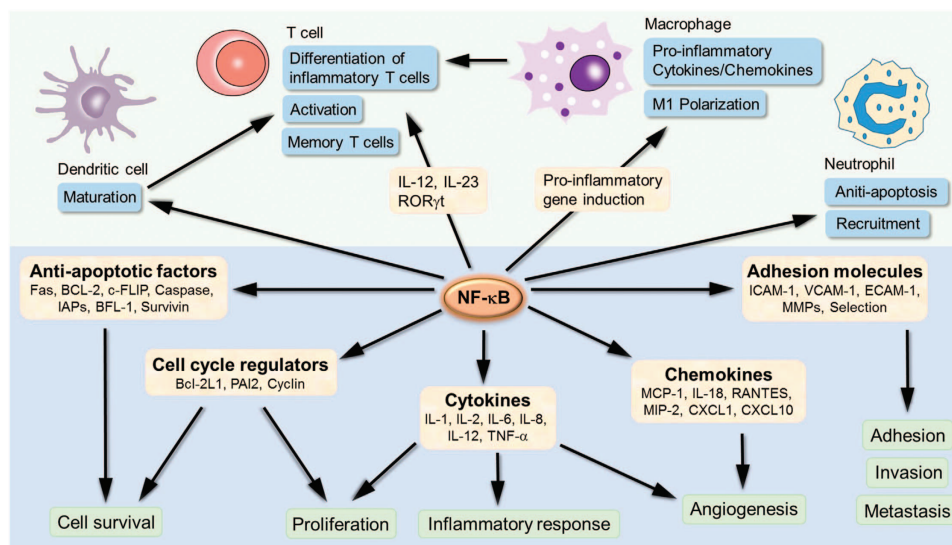 T cell
Differentiation of
inflammatory T cells
Activation
Memory T cells
Macrophage
Pro-inflammatory
Cytokines/Chemokines
M1 Polarization
Dendritic cell
Maturation
Neutrophil
Aniti-apoptosis
Recruitment
IL-12, IL-23
RORγt
Pro-inflammatory
gene induction
NF-κB
Anti-apoptotic factors
Fas, BCL-2, c-FLIP, Caspase,
IAPs, BFL-1, Survivin
Adhesion molecules
ICAM-1, VCAM-1, ECAM-1,
MMPs, Selection
Cell cycle regulators
Bcl-2L1, PAI2, Cyclin
Cytokines
IL-1, IL-2, IL-6, IL-8,
IL-12, TNF-α
Chemokines
MCP-1, IL-18, RANTES,
MIP-2, CXCL1, CXCL10
Cell survival
Proliferation
Inflammatory response
Angiogenesis
Adhesion
Invasion
Metastasis